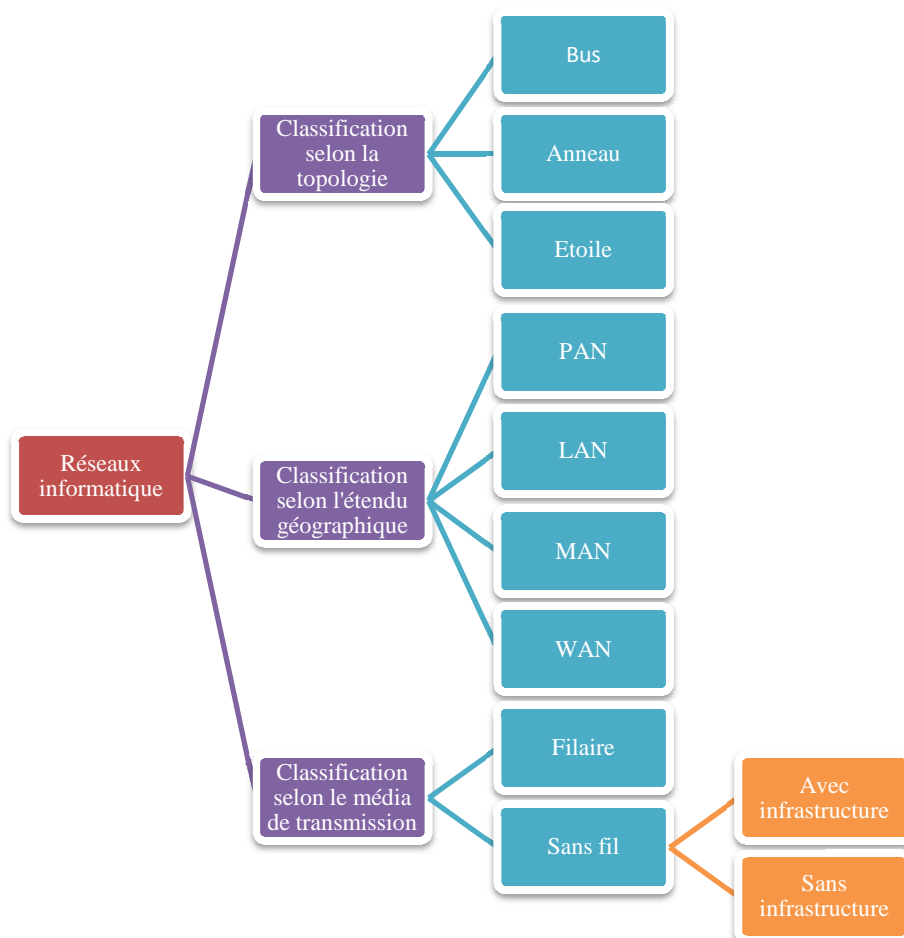 Réseaux
informatique
Classification
selon la
topologie
Bus
Anneau
Etoile
Classification
selon l'étendu
géographique
PAN
LAN
MAN
WAN
Classification
selon le média
de transmission
Filaire
Sans fil
Avec
infrastructure
Sans
infrastructure